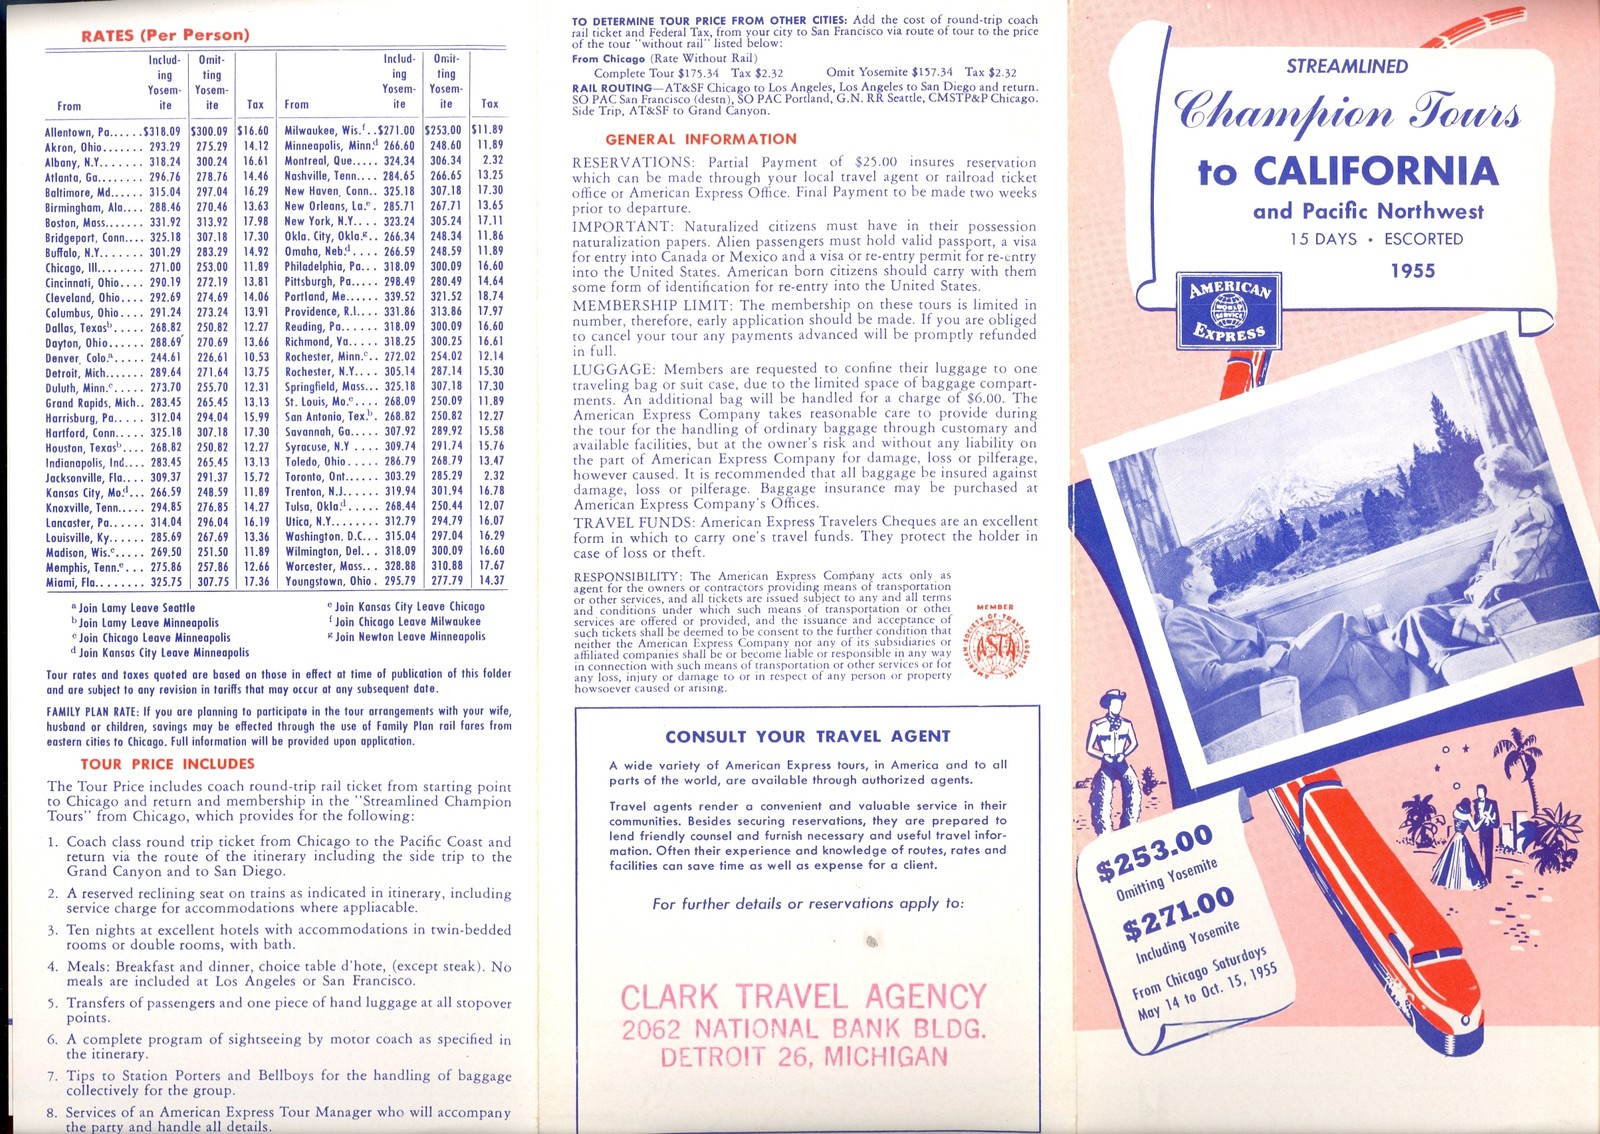 RATES (Per Person)
From Includ- ing Yosem- ite Omit- ting Yosem- ite Tax From Includ- ing Yosem- ite Omit- ting Yosem- ite Tax
Allentown, Pa......$318.09 $300.09 $16.60 Milwaukee, Wis.f..$271.00 $253.00 $11.89
Akron, Ohio....... 293.29 275.29 14.12 Minneapolis, Minn.d 266.60 248.60 11.89
Albany, N.Y....... 318.24 300.24 16.61 Montreal, Que..... 324.34 306.34 2.32
Atlanta, Ga....... 296.76 278.76 14.46 Nashville, Tenn.... 284.65 266.65 13.25
Baltimore, Md..... 315.04 297.04 16.29 New Haven, Conn.. 325.18 307.18 17.30
Birmingham, Ala.... 288.46 270.46 13.63 New Orleans, La.e. 285.71 267.71 13.65
Boston, Mass...... 331.92 313.92 17.98 New York, N.Y.... 323.24 305.24 17.11
Bridgeport, Conn.... 325.18 307.18 17.30 Okla. City, Okla.g.. 266.34 248.34 11.86
Buffalo, N.Y....... 301.29 283.29 14.92 Omaha, Neb.d..... 266.59 248.59 11.89
Chicago, Ill........ 271.00 253.00 11.89 Philadelphia, Pa... 318.09 300.09 16.60
Cincinnati, Ohio.... 290.19 272.19 13.81 Pittsburgh, Pa..... 298.49 280.49 14.64
Cleveland, Ohio.... 292.69 274.69 14.06 Portland, Me...... 339.52 321.52 18.74
Columbus, Ohio.... 291.24 273.24 13.91 Providence, R.I.... 331.86 313.86 17.97
Dallas, Texasb..... 268.82 250.82 12.27 Reading, Pa...... 318.09 300.09 16.60
Dayton, Ohio..... 288.69 270.69 13.66 Richmond, Va..... 318.25 300.25 16.61
Denver, Colo.a..... 244.61 226.61 10.53 Rochester, Minn.c.. 272.02 254.02 12.14
Detroit, Mich...... 289.64 271.64 13.75 Rochester, N.Y.... 305.14 287.14 15.30
Duluth, Minn.c..... 273.70 255.70 12.31 Springfield, Mass... 325.18 307.18 17.30
Grand Rapids, Mich.. 283.45 265.45 13.13 St. Louis, Mo.e.... 268.09 250.09 11.89
Harrisburg, Pa..... 312.04 294.04 15.99 San Antonio, Tex.b. 268.82 250.82 12.27
Hartford, Conn..... 325.18 307.18 17.30 Savannah, Ga..... 307.92 289.92 15.58
Houston, Texasb.... 268.82 250.82 12.27 Syracuse, N.Y .... 309.74 291.74 15.76
Indianapolis, Ind.... 283.45 265.45 13.13 Toledo, Ohio..... 286.79 268.79 13.47
Jacksonville, Fla.... 309.37 291.37 15.72 Toronto, Ont...... 303.29 285.29 2.32
Kansas City, Mo.d... 266.59 248.59 11.89 Trenton, N.J...... 319.94 301.94 16.78
Knoxville, Tenn..... 294.85 276.85 14.27 Tulsa, Okla.d..... 268.44 250.44 12.07
Lancaster, Pa...... 314.04 296.04 16.19 Utica, N.Y........ 312.79 294.79 16.07
Louisville, Ky...... 285.69 267.69 13.36 Washington. D.C... 315.04 297.04 16.29
Madison, Wis.c..... 269.50 251.50 11.89 Wilmington, Del... 318.09 300.09 16.60
Memphis, Tenn.e... 275.86 257.86 12.66 Worcester, Mass... 328.88 310.88 17.67
Miami, Fla........ 325.75 307.75 17.36 Youngstown, Ohio. 295.79 277.79 14.37
a Join Lamy Leave Seattle
b Join Lamy Leave Minneapolis
c Join Chicago Leave Minneapolis
d Join Kansas City Leave Minneapolis
e Join Kansas City Leave Chicago
f Join Chicago Leave Milwaukee
g Join Newton Leave Minneapolis
Tour rates and taxes quoted are based on those in effect at time of publication of this folder
and are subject to any revision in tariffs that may occur at any subsequent date.
FAMILY PLAN RATE: If you are planning to participate in the tour arrangements with your wife,
husband or children, savings may be effected through the use of Family Plan rail fares from
eastern cities to Chicago. Full information will be provided upon application.
TOUR PRICE INCLUDES
The Tour Price includes coach round-trip rail ticket from starting point
to Chicago and return and membership in the "Streamlined Champion
Tours" from Chicago, which provides for the following:
1. Coach class round trip ticket from Chicago to the Pacific Coast and
return via the route of the itinerary including the side trip to the
Grand Canyon and to San Diego.
2. A reserved reclining seat on trains as indicated in itinerary, including
service charge for accommodations where appliacable.
3. Ten nights at excellent hotels with accommodations in twin-bedded
rooms or double rooms, with bath.
4. Meals: Breakfast and dinner, choice table d'hote, (except steak). No
meals are included at Los Angeles or San Francisco.
5. Transfers of passengers and one piece of hand luggage at all stopover
points.
6. A complete program of sightseeing by motor coach as specified in
the itinerary.
7. Tips to Station Porters and Bellboys for the handling of baggage
collectively for the group.
8. Services of an American Express Tour Manager who will accompany
the party and handle all details.
TO DETERMINE TOUR PRICE FROM OTHER CITIES: Add the cost of round-trip coach
rail ticket and Federal Tax, from your city to San Francisco via route of tour to the price
of the tour "without rail" listed below:
From Chicago (Rate Without Rail)
Complete Tour $175.34 Tax $2.32 Omit Yosemite $157.34 Tax $2.32
RAIL ROUTING—AT&SF Chicago to Los Angeles, Los Angeles to San Diego and return.
SO PAC San Francisco (destn), SO PAC Portland, G.N. RR Seattle, CMSTP&P Chicago.
Side Trip, AT&SF to Grand Canyon.
GENERAL INFORMATION
RESERVATIONS: Partial Payment of $25.00 insures reservation
which can be made through your local travel agent or railroad ticket
office or American Express Office. Final Payment to be made two weeks
prior to departure.
IMPORTANT: Naturalized citizens must have in their possession
naturalization papers. Alien passengers must hold valid passport, a visa
for entry into Canada or Mexico and a visa or re-entry permit for re-entry
into the United States. American born citizens should carry with them
some form of identification for re-entry into the United States.
MEMBERSHIP LIMIT: The membership on these tours is limited in
number, therefore, early application should be made. If you are obliged
to cancel your tour any payments advanced will be promptly refunded
in full.
LUGGAGE: Members are requested to confine their luggage to one
traveling bag or suit case, due to the limited space of baggage compart-
ments. An additional bag will be handled for a charge of $6.00. The
American Express Company takes reasonable care to provide during
the tour for the handling of ordinary baggage through customary and
available facilities, but at the owner's risk and without any liability on
the part of American Express Company for damage, loss or pilferage,
however caused. It is recommended that all baggage be insured against
damage, loss or pilferage. Baggage insurance may be purchased at
American Express Company's Offices.
TRAVEL FUNDS: American Express Travelers Cheques are an excellent
form in which to carry one's travel funds. They protect the holder in
case of loss or theft.
RESPONSIBILITY: The American Express Company acts only as
agent for the owners or contractors providing means of transportation
or other services, and all tickets are issued subject to any and all terms
and conditions under which such means of transportation or other
services are offered or provided, and the issuance and acceptance of
such tickets shall be deemed to be consent to the further condition that
neither the American Express Company nor any of its subsidiaries or
affiliated companies shall be or become liable or responsible in any way
in connection with such means of transportation or other services or for
any loss, injury or damage to or in respect of any person or property
howsoever caused or arising.
MEMBER
AMERICAN SOCIETY OF TRAVEL AGENTS INC.
ASTA
CONSULT YOUR TRAVEL AGENT
A wide variety of American Express tours, in America and to all
parts of the world, are available through authorized agents.
Travel agents render a convenient and valuable service in their
communities. Besides securing reservations, they are prepared to
lend friendly counsel and furnish necessary and useful travel infor-
mation. Often their experience and knowledge of routes, rates and
facilities can save time as well as expense for a client.
For further details or reservations apply to:
CLARK TRAVEL AGENCY
2062 NATIONAL BANK BLDG.
DETROIT 26, MICHIGAN
STREAMLINED
Champion Tours
to CALIFORNIA
and Pacific Northwest
15 DAYS • ESCORTED
1955
AMERICAN
WORLD
SERVICE
EXPRESS
$253.00
Omitting Yosemite
$271.00
Including Yosemite
From Chicago Saturdays
May 14 to Oct. 15, 1955